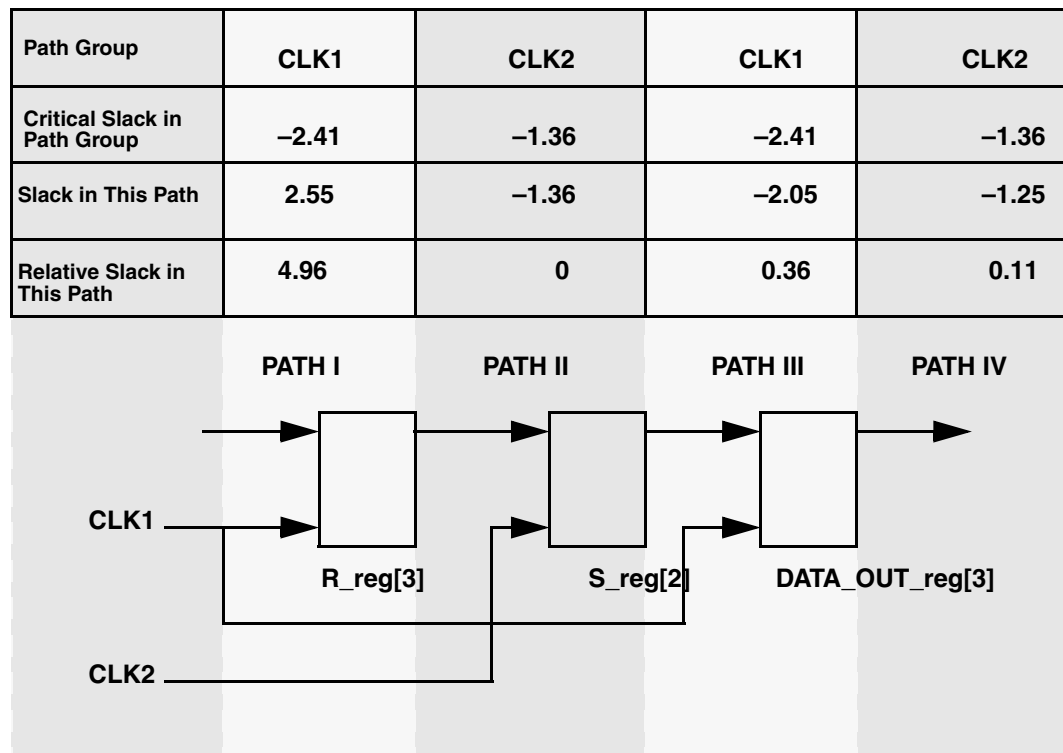 Path Group CLK1 CLK2 CLK1 CLK2
Critical Slack in
Path Group –2.41 –1.36 –2.41 –1.36
Slack in This Path 2.55 –1.36 –2.05 –1.25
Relative Slack in
This Path 4.96 0 0.36 0.11
PATH I PATH II PATH III PATH IV
CLK1
R_reg[3] S_reg[2] DATA_OUT_reg[3]
CLK2